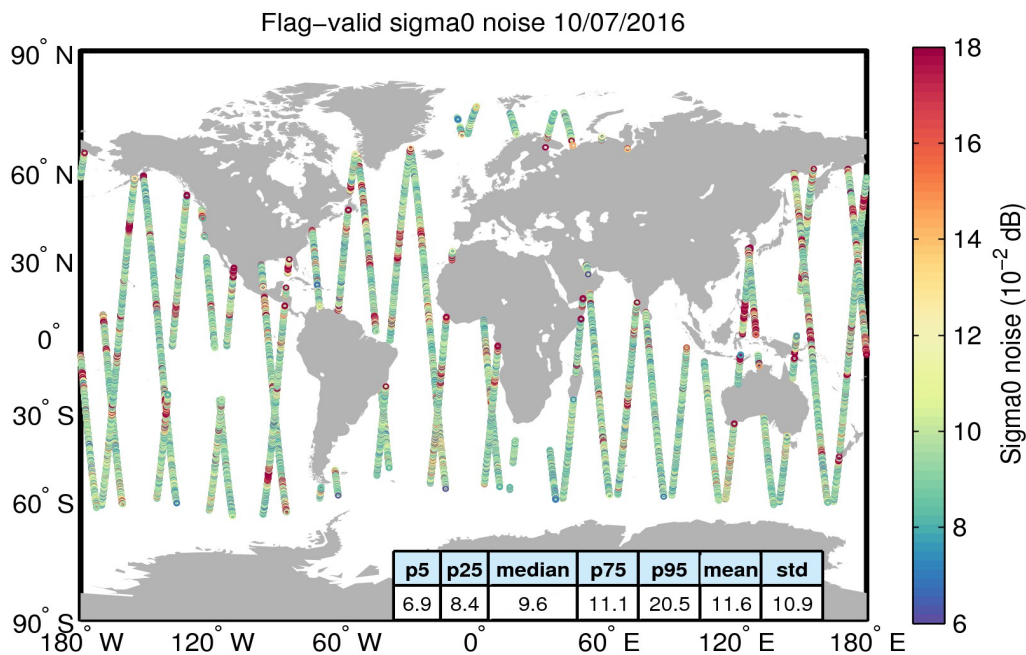 Flag−valid sigma0 noise 10/07/2016
90° N
60° N
30° N
0°
30° S
60° S
90° S
180° W
120° W
60° W
0°
60° E
120° E
180° E
p5 p25 median p75 p95 mean std
6.9 8.4 9.6 11.1 20.5 11.6 10.9
18
16
14
12
10
8
6
Sigma0 noise (10⁻² dB)